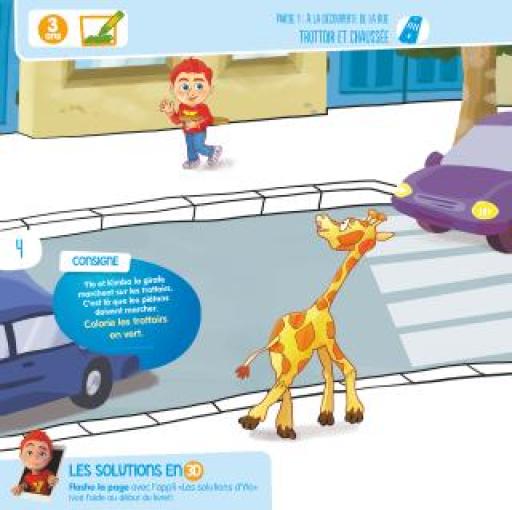 3
ans
PARTIE 1 : À LA DÉCOUVERTE DE LA RUE
TROTTOIR ET CHAUSSÉE
4
CONSIGNE
Ylo et Kimba la girafe
marchent sur les trottoirs.
C'est là que les piétons
doivent marcher.
Colorie les trottoirs
en vert.
LES SOLUTIONS EN 3D
Flashe la page avec l'appli «Les solutions d'Ylo»
(voir l'aide au début du livret)